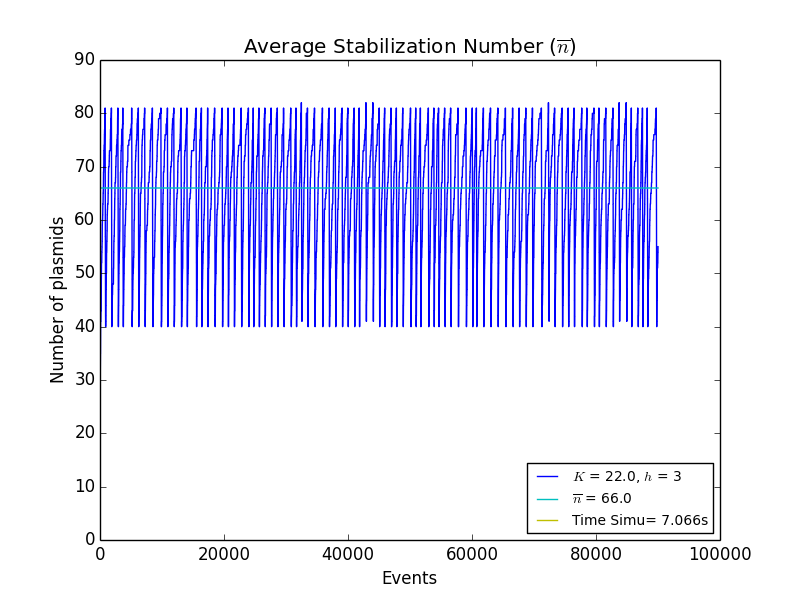 Average Stabilization Number (n̅)
90
80
70
60
50
40
30
20
10
0
Number of plasmids
0 20000 40000 60000 80000 100000
Events
K = 22.0, h = 3
n̅ = 66.0
Time Simu= 7.066s